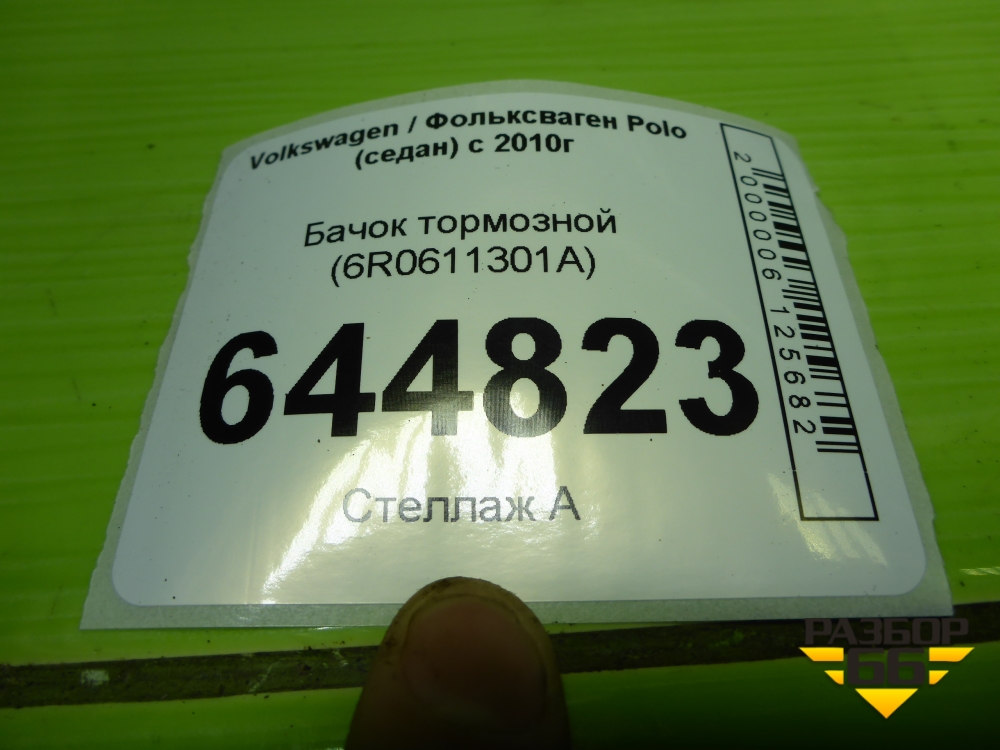 Volkswagen / Фольксваген Polo
(седан) с 2010г
Бачок тормозной
(6R0611301A)
644823
Стеллаж А
2000006125682
РАЗБОР
66